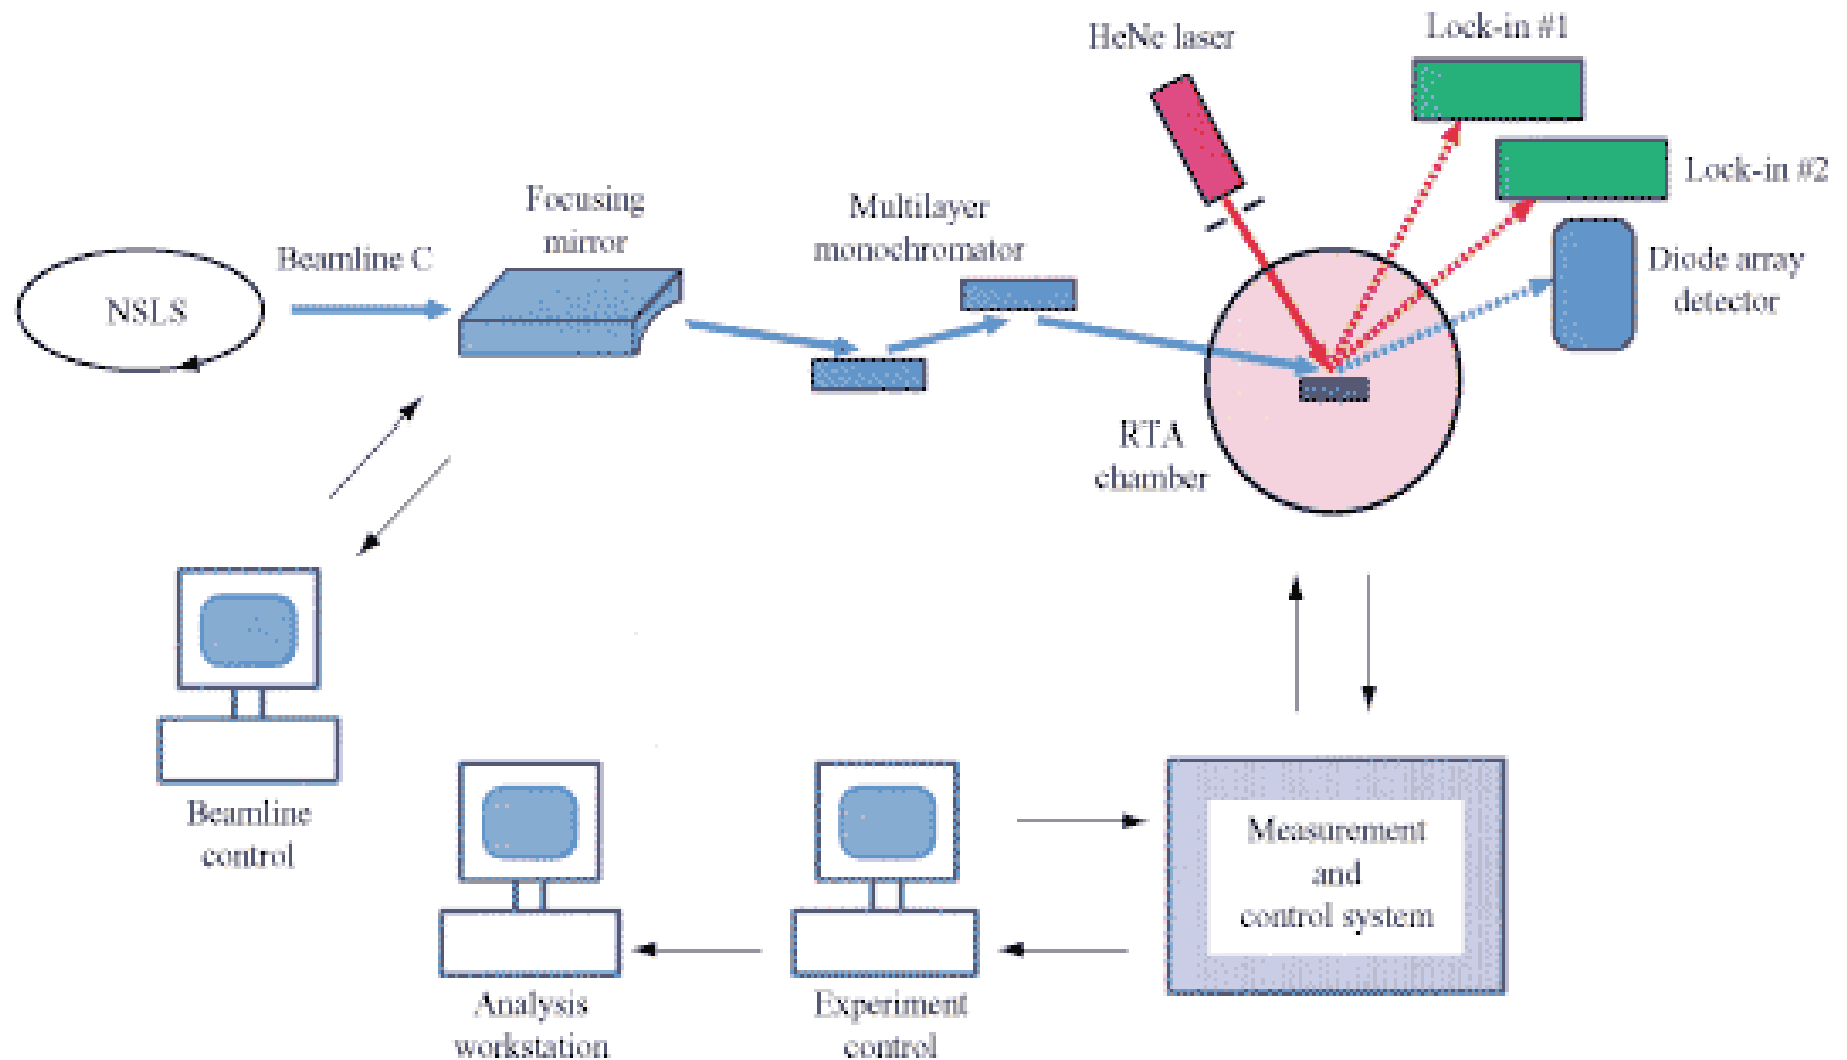 HeNe laser
Lock-in #1
Lock-in #2
Focusing
mirror
Multilayer
monochromator
Beamline C
NSLS
Diode array
detector
RTA
chamber
Beamline
control
Measurement
and
control system
Analysis
workstation
Experiment
control